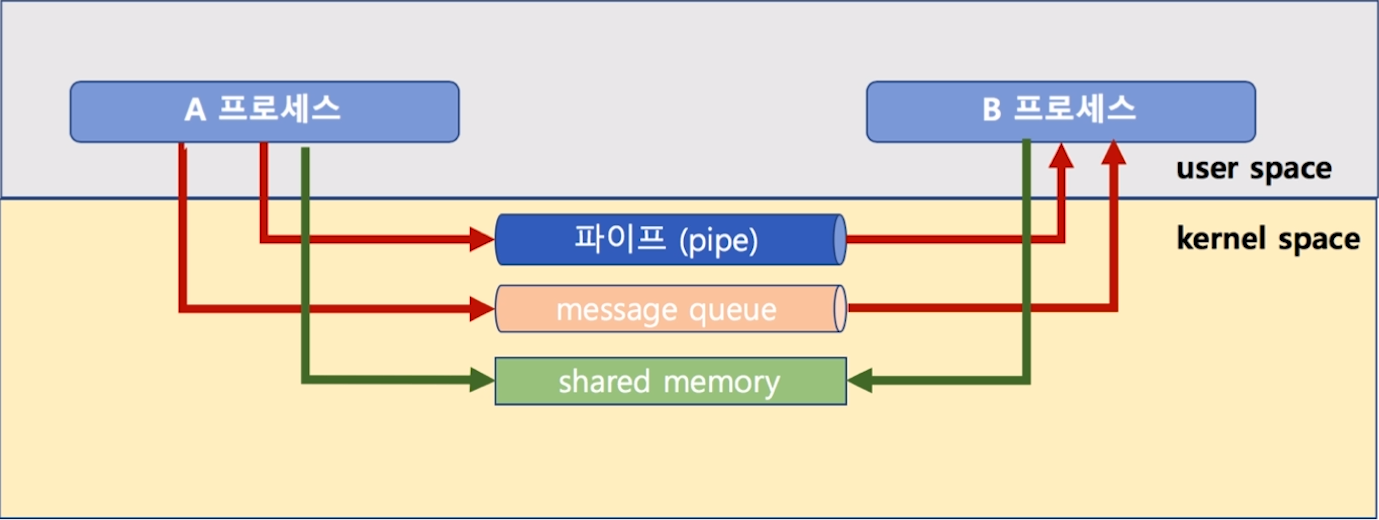 A 프로세스
B 프로세스
user space
파이프 (pipe)
kernel space
message queue
shared memory